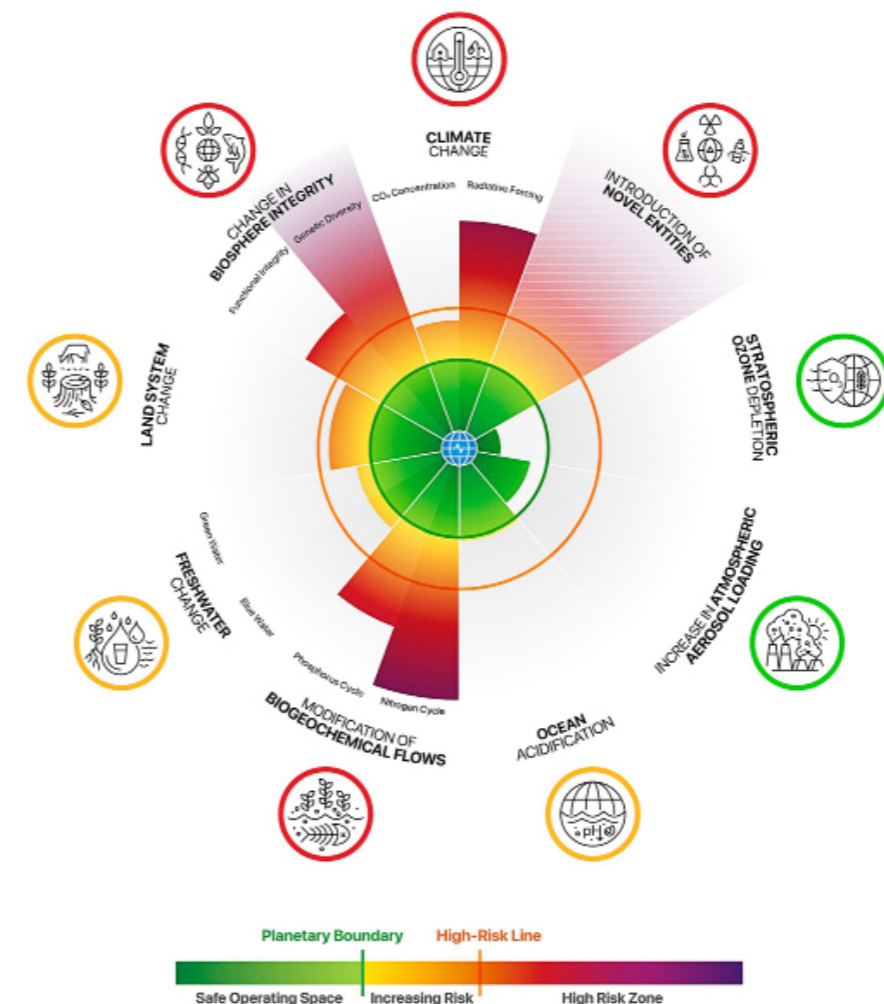 CLIMATE
CHANGE
CO₂ Concentration
Radiative Forcing
INTRODUCTION OF
NOVEL ENTITIES
STRATOSPHERIC
OZONE DEPLETION
INCREASE IN ATMOSPHERIC
AEROSOL LOADING
OCEAN
ACIDIFICATION
pH
MODIFICATION OF
BIOGEOCHEMICAL FLOWS
Phosphorus Cycle
Nitrogen Cycle
FRESHWATER
CHANGE
Green Water
Blue Water
LAND SYSTEM
CHANGE
CHANGE IN
BIOSPHERE INTEGRITY
Functional Integrity
Genetic Diversity
Planetary Boundary
High-Risk Line
Safe Operating Space
Increasing Risk
High Risk Zone